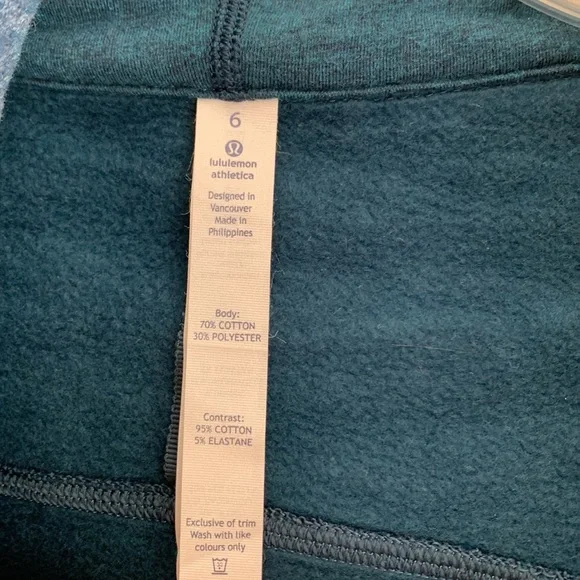 6
lululemon
athletica
Designed in
Vancouver
Made in
Philippines
Body:
70% COTTON
30% POLYESTER
Contrast:
95% COTTON
5% ELASTANE
Exclusive of trim
Wash with like
colours only